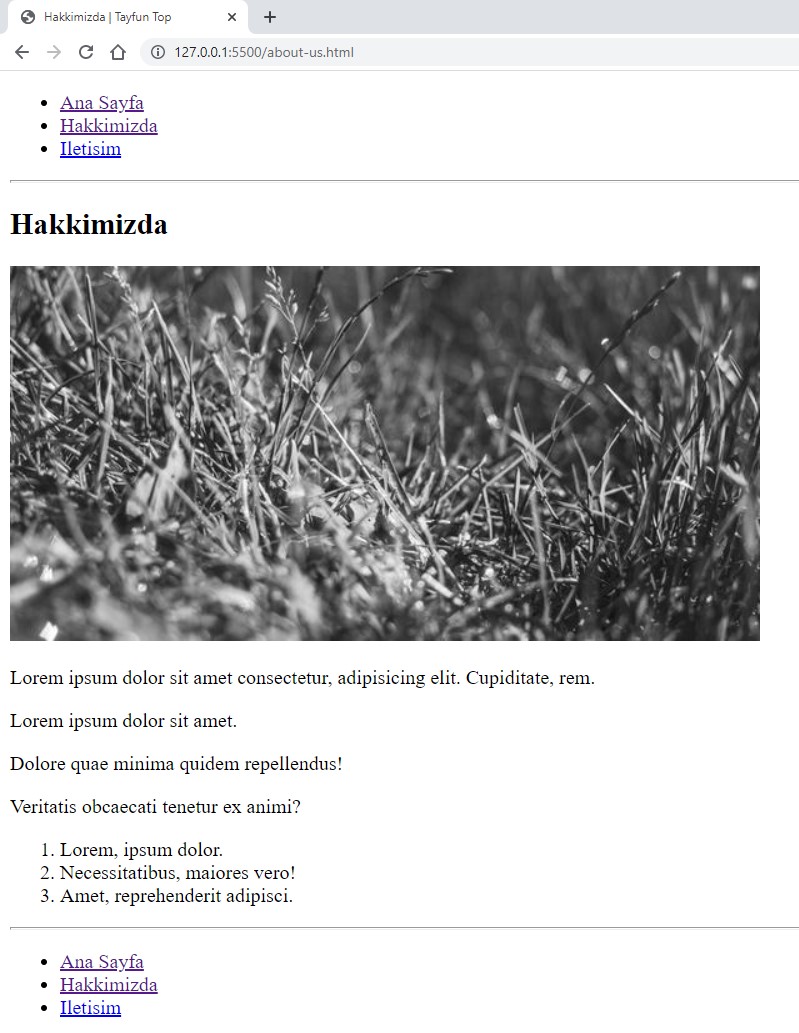 Hakkimizda | Tayfun Top
127.0.0.1:5500/about-us.html
Ana Sayfa
Hakkimizda
Iletisim
Hakkimizda
Lorem ipsum dolor sit amet consectetur, adipisicing elit. Cupiditate, rem.
Lorem ipsum dolor sit amet.
Dolore quae minima quidem repellendus!
Veritatis obcaecati tenetur ex animi?
1. Lorem, ipsum dolor.
2. Necessitatibus, maiores vero!
3. Amet, reprehenderit adipisci.
Ana Sayfa
Hakkimizda
Iletisim